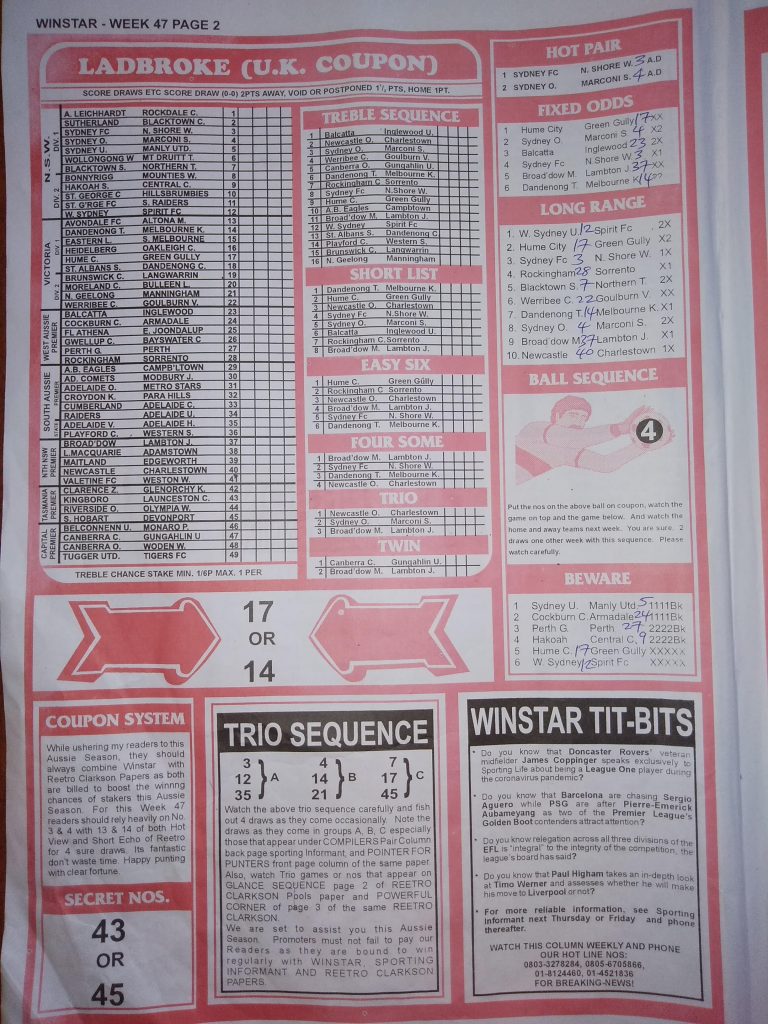 WINSTAR - WEEK 47 PAGE 2
LADBROKE (U.K. COUPON)
SCORE DRAWS ETC SCORE DRAW (0-0) 2PTS AWAY, VOID OR POSTPONED 1½, PTS, HOME 1PT.
N. S. W.
DIV. 1
A. LEICHHARDT ROCKDALE C. 1
SUTHERLAND BLACKTOWN C. 2
SYDNEY FC N. SHORE W. 3
SYDNEY O. MARCONI S. 4
SYDNEY U. MANLY UTD. 5
WOLLONGONG W MT DRUITT T. 6
BLACKTOWN S. NORTHERN T. 7
DIV. 2
BONNYRIGG MOUNTIES W. 8
HAKOAH S. CENTRAL C. 9
ST. GEORGE C HILLSBRUMBIES 10
ST. G'RGE FC S. RAIDERS 11
W. SYDNEY SPIRIT FC 12
VICTORIA
DIV 1
AVONDALE FC ALTONA M. 13
DANDENONG T. MELBOURNE K. 14
EASTERN L. S. MELBOURNE 15
HEIDELBERG OAKLEIGH C. 16
HUME C. GREEN GULLY 17
ST. ALBANS S. DANDENONG C. 18
DIV. 2
BRUNSWICK C. LANGWARRIN 19
MORELAND C. BULLEEN L. 20
N. GEELONG MANNINGHAM 21
WERRIBEE C. GOULBURN V. 22
WEST AUSSIE
PREMIER
BALCATTA INGLEWOOD 23
COCKBURN C. ARMADALE 24
FL ATHENA E. JOONDALUP 25
GWELLUP C. BAYSWATER C 26
PERTH G. PERTH 27
ROCKINGHAM SORRENTO 28
SOUTH AUSSIE
STATE 1 PREMIER
A.B. EAGLES CAMPB'LTOWN 29
AD. COMETS MODBURY J. 30
ADELAIDE O. METRO STARS 31
CROYDON K. PARA HILLS 32
CUMBERLAND ADELAIDE C. 33
RAIDERS ADELAIDE U. 34
ADELAIDE V. ADELAIDE H. 35
PLAYFORD C. WESTERN S. 36
NTH NSW
PREMIER
BROAD'DOW LAMBTON J. 37
L.MACQUARIE ADAMSTOWN 38
MAITLAND EDGEWORTH 39
NEWCASTLE CHARLESTOWN 40
VALETINE FC WESTON W. 41
TASMANIA
PREMIER
CLARENCE Z. GLENORCHY K. 42
KINGBORO LAUNCESTON C. 43
RIVERSIDE O. OLYMPIA W. 44
S. HOBART DEVONPORT 45
CAPITAL
PREMIER
BELCONNENN U. MONARO P. 46
CANBERRA C. GUNGAHLIN U 47
CANBERRA O. WODEN W. 48
TUGGER UTD. TIGERS FC 49
TREBLE CHANCE STAKE MIN. 1/6P MAX. 1 PER
TREBLE SEQUENCE
1 Balcatta Inglewood U.
2 Newcastle O. Charlestown
3 Sydney O. Marconi S.
4 Werribee C. Goulburn V.
5 Canberra O. Gungahlin U.
6 Dandenong T. Melbourne K.
7 Rockingham C Sorrento
8 Sydney Fc N.Shore W.
9 Hume C. Green Gully
10 A.B. Eagles Campbtown
11 Broad'dow M. Lambton J.
12 W. Sydney Spirit Fc
13 St. Albans S. Dandenong C
14 Playford C. Western S.
15 Brunswick C. Langwarrin
16 N. Geelong Manningham
SHORT LIST
1 Dandenong T. Melbourne K.
2 Hume C. Green Gully
3 Newcastle O. Charlestown
4 Sydney Fc N.Shore W.
5 Sydney O. Marconi S.
6 Balcatta Inglewood U.
7 Rockingham C. Sorrento
8 Broad'dow M. Lambton J.
EASY SIX
1 Hume C. Green Gülly
2 Rockingham C Sorrento
3 Newcastle O. Charlestown
4 Broad'dow M. Lambton J.
5 Sydney Fc N. Shore W.
6 Dandenong T. Melbourne K.
FOUR SOME
1 Broad'dow M. Lambton J.
2 Sydney Fc N. Shore W.
3 Dandenong T. Melbourne K.
4 Newcastle O. Charlestown
TRIO
1 Newcastle O. Charlestown
2 Sydney O. Marconi S.
3 Broad'dow M. Lambton J.
TWIN
1 Canberra C. Gungahlin U.
2 Broad'dow M. Lambton J.
HOT PAIR
1 SYDNEY FC N. SHORE W. 3 A.D
2 SYDNEY O. MARCONI S. 4 A.D
FIXED ODDS
1 Hume City Green Gully 17 XX
2 Sydney O Marconi S. 4 X2
3 Balcatta Inglewood 23 2X
4 Sydney Fc N.Shore W. 3 X1
5 Broad'dow M Lambton J. 37 XX
6 Dandenong T. Melbourne K 14 ??
LONG RANGE
1. W. Sydney U. 12 Spirit Fc 2X
2. Hume City 17 Green Gully X2
3. Sydney Fc 3 N. Shore W. 1X
4. Rockingham 28 Sorrento X1
5. Blacktown S. 7 Northern T. 2X
6. Werribee C. 22 Goulburn V. XX
7. Dandenong T. 14 Melbourne K. X1
8. Sydney O. 4 Marconi S. 2X
9. Broad'dow M 37 Lambton J. X1
10. Newcastle 40 Charlestown 1X
BALL SEQUENCE
4
Put the nos on the above ball on coupon, watch the
game on top and the game below. And watch the
home and away teams next week. You are sure. 2
draws one other week with this sequence. Please
watch carefully.
BEWARE
1 Sydney U. Manly Utd 5 1111Bk
2 Cockburn C. Armadale 24 1111Bk
3 Perth G. Perth 27 2222Bk
4 Hakoah Central C, 9 2222Bk
5 Hume C. 17 Green Gully XXXXX
6 W. Sydney 12 Spirit Fc XXXXX
17
OR
14
COUPON SYSTEM
While ushering my readers to this
Aussie Season, they should
always combine Winstar with
Reetro Clarkson Papers as both
are billed to boost the winnng
chances of stakers this Aussie
Season. For this Week 47
readers should rely heavily on No.
3 & 4 with 13 & 14 of both Hot
View and Short Echo of Reetro
for 4 sure draws. Its fantastic
don't waste time. Happy punting
with clear fortune.
SECRET NOS.
43
OR
45
TRIO SEQUENCE
3 4 7
12 A 14 B 17 C
35 21 45
Watch the above trio sequence carefully and fish
out 4 draws as they come occasionally. Note the
draws as they come in groups A, B, C especially
those that appear under COMPILERS Pair Column
back page sporting Informant, and POINTER FOR
PUNTERS front page column of the same paper.
Also, watch Trio games or nos that appear on
GLANCE SEQUENCE page 2 of REETRO
CLARKSON Pools paper and POWERFUL
CORNER of page 3 of the same REETRO
CLARKSON.
We are set to assist you this Aussie
Season. Promoters must not fail to pay our
Readers as they are bound to win
regularly with WINSTAR, SPORTING
INFORMANT AND REETRO CLARKSON
PAPERS.
WINSTAR TIT-BITS
• Do you know that Doncaster Rovers' veteran
midfielder James Coppinger speaks exclusively to
Sporting Life about being a League One player during
the coronavirus pandemic?
• Do you know that Barcelona are chasing Sergio
Aguero while PSG are after Pierre-Emerick
Aubameyang as two of the Premier League's
Golden Boot contenders attract attention?
• Do you know relegation across all three divisions of the
EFL is "integral" to the integrity of the competition, the
league's board has said?
• Do you know that Paul Higham takes an in-depth look
at Timo Werner and assesses whether he will make
his move to Liverpool or not?
• For more reliable information, see Sporting
informant next Thursday or Friday and phone
thereafter.
WATCH THIS COLUMN WEEKLY AND PHONE
OUR HOT LINE NOS:
0803-3278284, 0805-6705866,
01-8124460, 01-4521836
FOR BREAKING-NEWS!